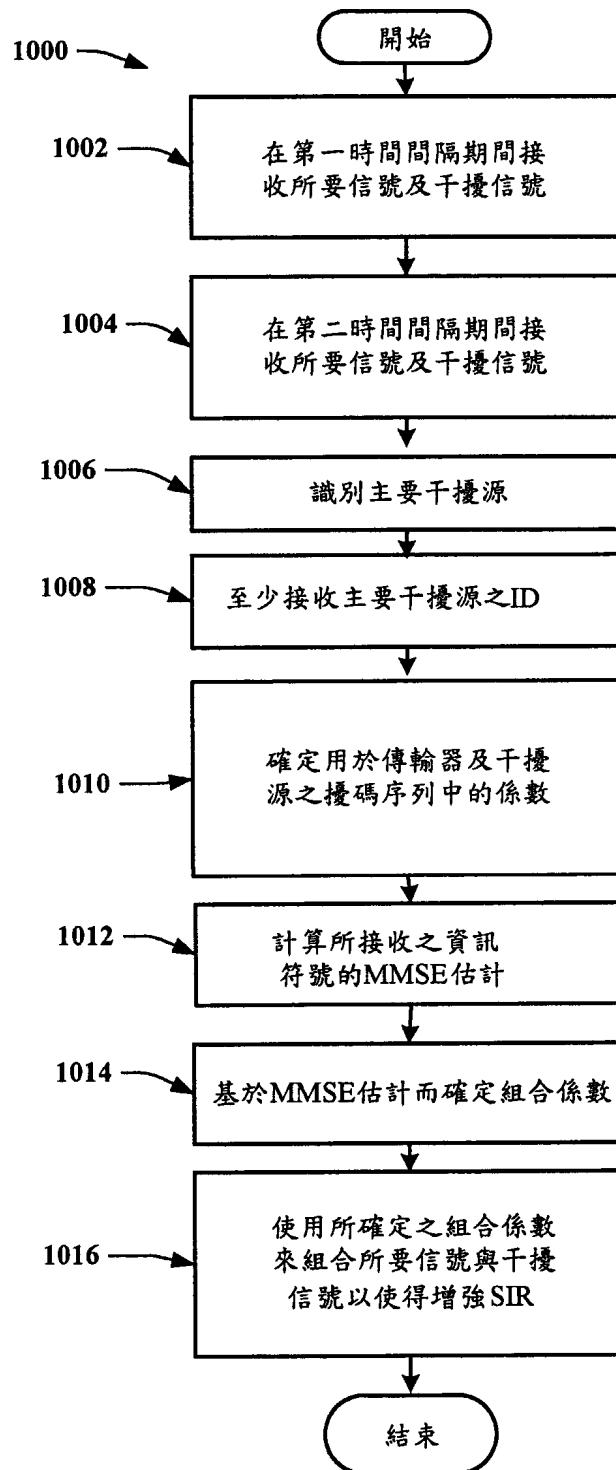 開始
1000
1002
在第一時間間隔期間接
收所要信號及干擾信號
1004
在第二時間間隔期間接
收所要信號及干擾信號
1006
識別主要干擾源
1008
至少接收主要干擾源之ID
1010
確定用於傳輸器及干擾
源之擾碼序列中的係數
1012
計算所接收之資訊
符號的MMSE估計
1014
基於MMSE估計而確定組合係數
1016
使用所確定之組合係數
來組合所要信號與干擾
信號以使得增強SIR
結束